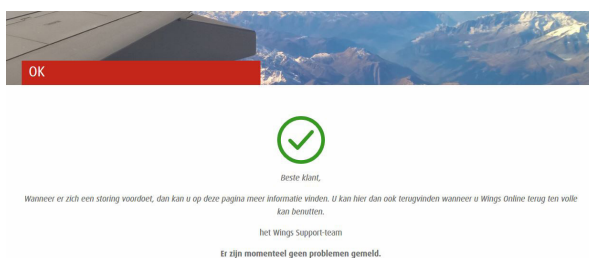 OK
Beste klant,
Wanneer er zich een storing voordoet, dan kan u op deze pagina meer informatie vinden. U kan hier dan ook terugvinden wanneer u Wings Online terug ten volle
kan benutten.
het Wings Support-team
Er zijn momenteel geen problemen gemeld.